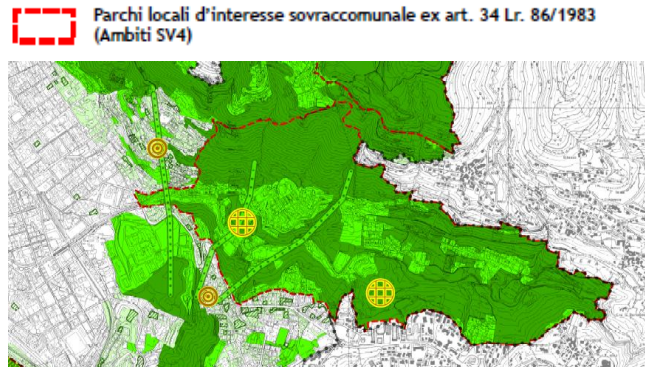 Parchi locali d'interesse sovraccomunale ex art. 34 Lr. 86/1983
(Ambiti SV4)